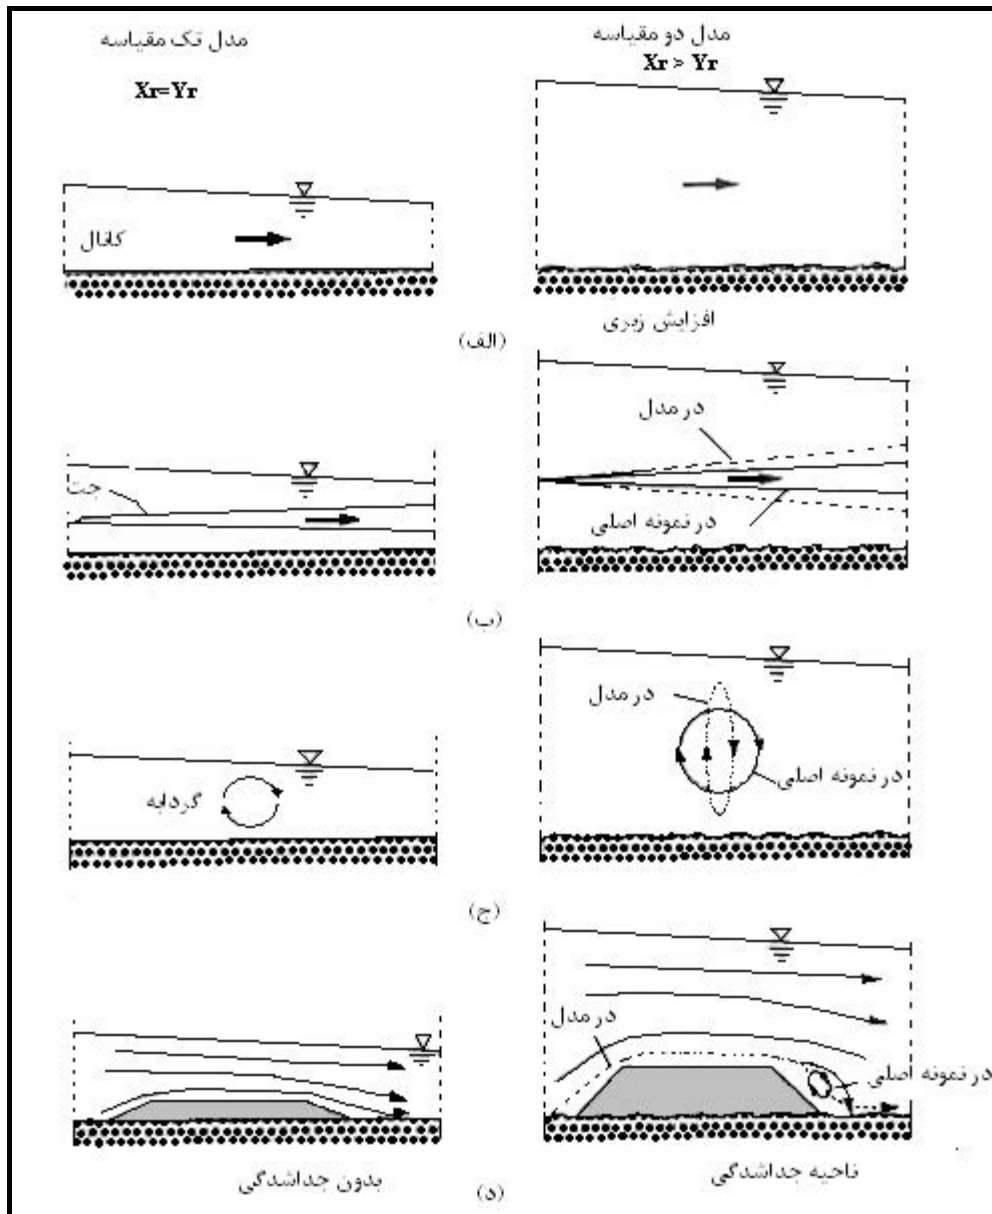 مدل دو مقیاسه
Xr > Yr
مدل تک مقیاسه
Xr=Yr
کانال
افزایش زبری
(الف)
در مدل
در نمونه اصلی
جت
(ب)
در مدل
در نمونه اصلی
گردابه
(ج)
در مدل
در نمونه اصلی
ناحیه جداشدگی
بدون جداشدگی
(د)